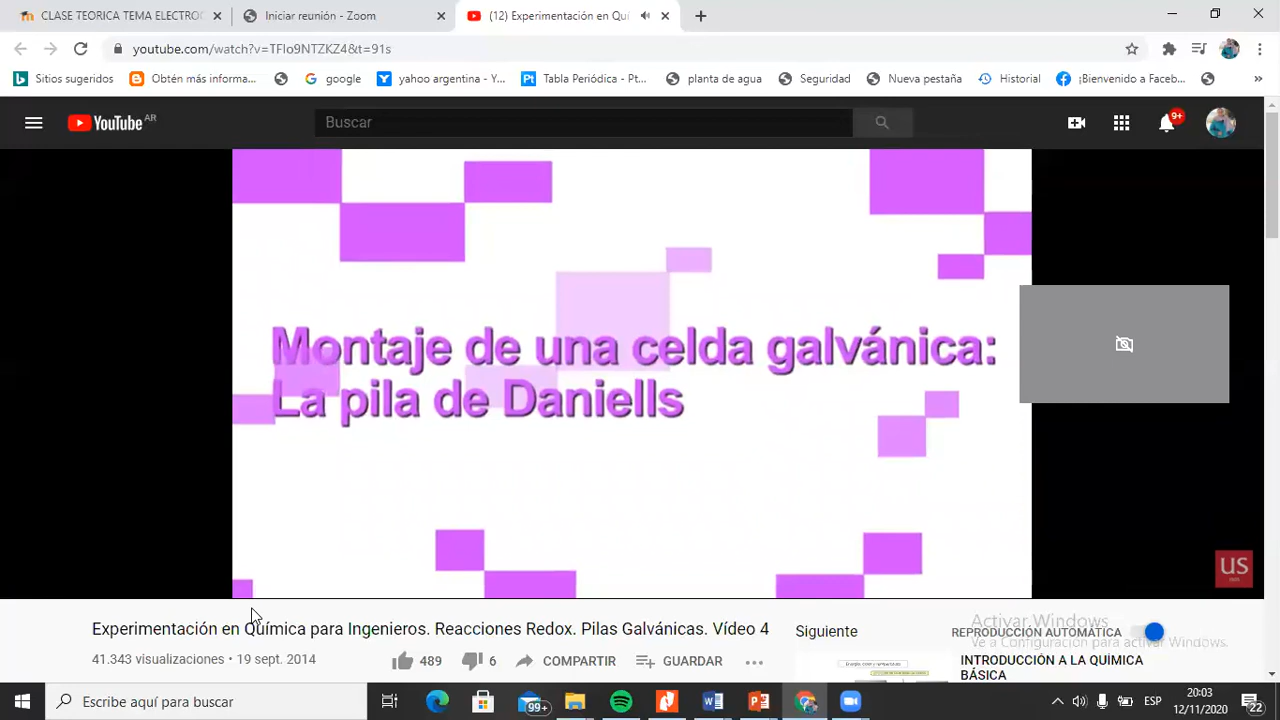 CLASE TEORICA TEMA ELECTROC
Iniciar reunión - Zoom
(12) Experimentación en Quí
youtube.com/watch?v=TFIo9NTZKZ4&t=91s
Sitios sugeridos
Obtén más informa...
google
yahoo argentina - Y...
Pt
Tabla Periódica - Pt...
planta de agua
Seguridad
Nueva pestaña
Historial
¡Bienvenido a Faceb...
YouTube AR
Buscar
9+
Montaje de una celda galvánica:
La pila de Daniells
us
Experimentación en Química para Ingenieros. Reacciones Redox. Pilas Galvánicas. Vídeo 4
41.343 visualizaciones • 19 sept. 2014
489
6
COMPARTIR
GUARDAR
Siguiente
REPRODUCCIÓN AUTOMÁTICA
Activar Windows
Ve a Configuración para activar Windows.
INTRODUCCIÓN A LA QUÍMICA
BÁSICA
Escribe aquí para buscar
99+
ESP
20:03
12/11/2020
22